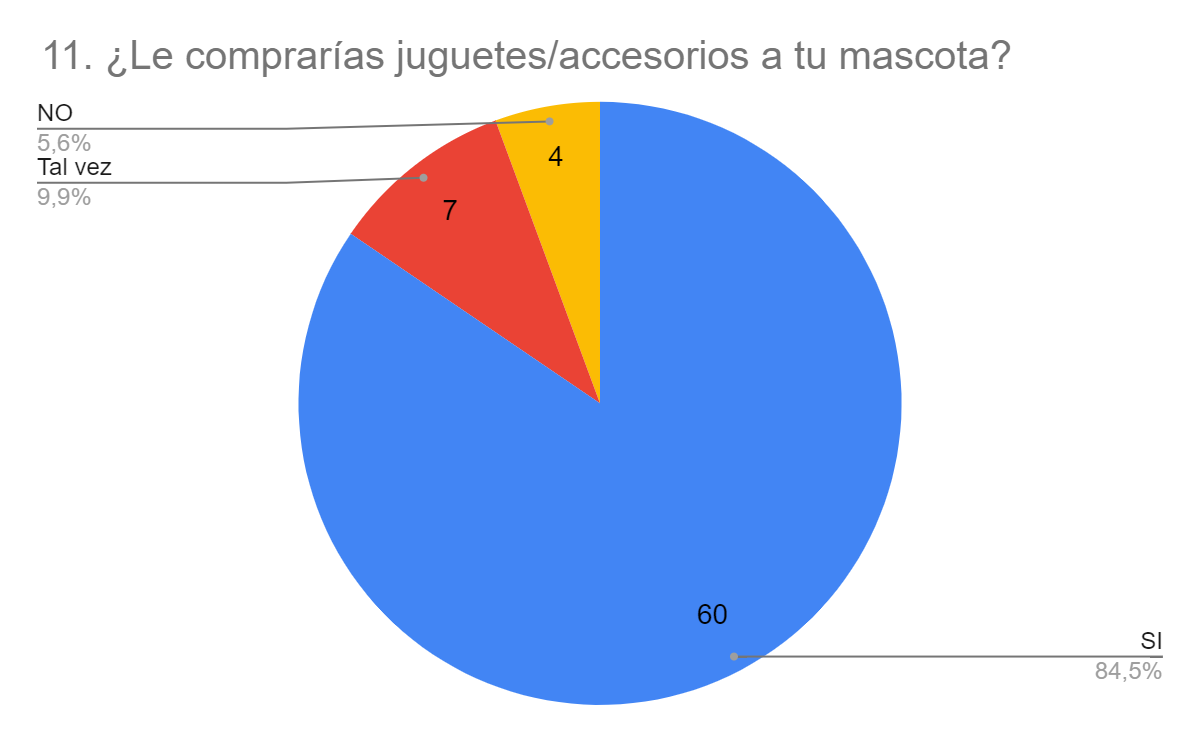 11. ¿Le comprarías juguetes/accesorios a tu mascota?
NO
5,6%
Tal vez
9,9%
4
7
60
SI
84,5%